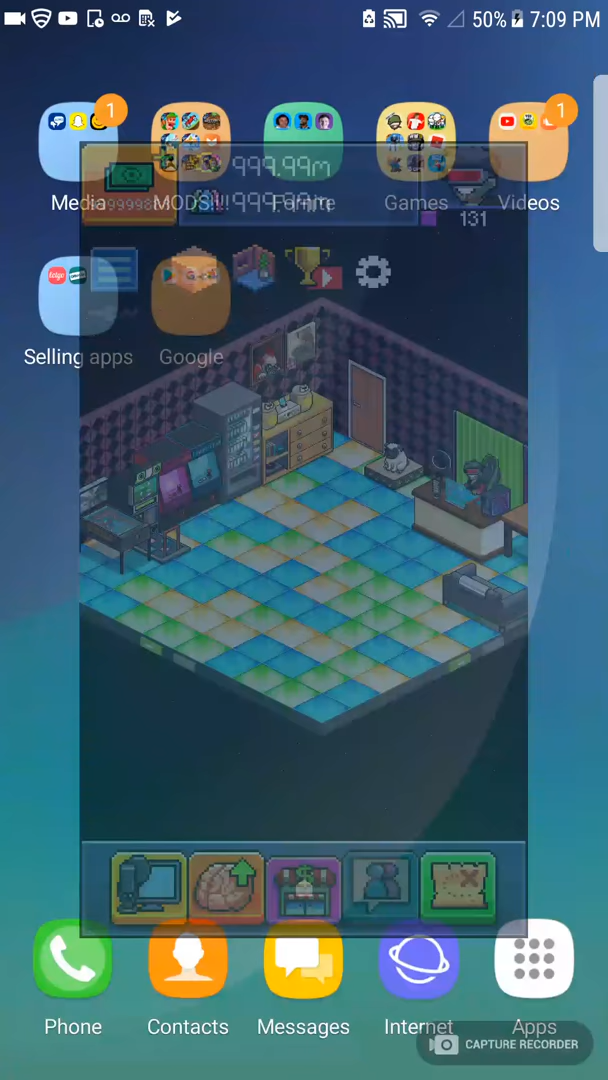 50% 7:09 PM
1
1
999.99m
999.99m
131
Media
MODS!!!
Fornite
Games
Videos
Selling apps
Google
Phone
Contacts
Messages
Internet
Apps
CAPTURE RECORDER